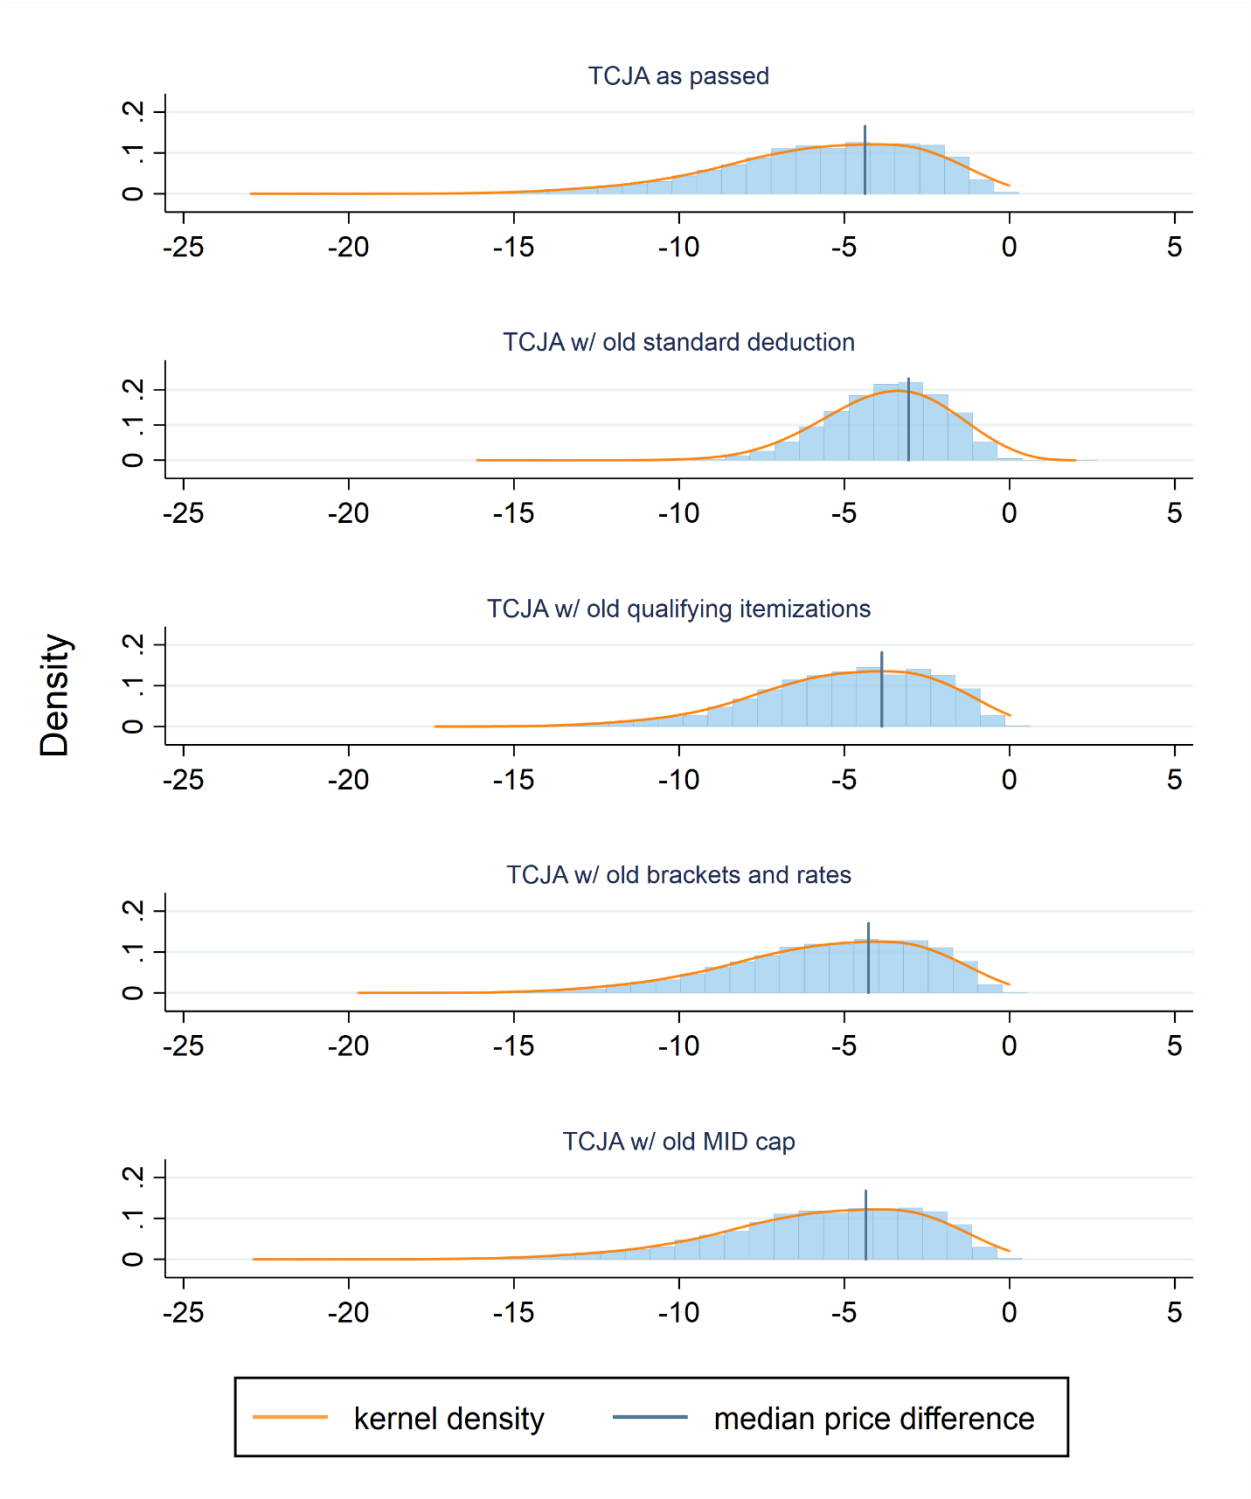 TCJA as passed
.2
.1
0
-25 -20 -15 -10 -5 0 5
TCJA w/ old standard deduction
.2
.1
0
-25 -20 -15 -10 -5 0 5
TCJA w/ old qualifying itemizations
.2
.1
0
-25 -20 -15 -10 -5 0 5
Density
TCJA w/ old brackets and rates
.2
.1
0
-25 -20 -15 -10 -5 0 5
TCJA w/ old MID cap
.2
.1
0
-25 -20 -15 -10 -5 0 5
kernel density median price difference